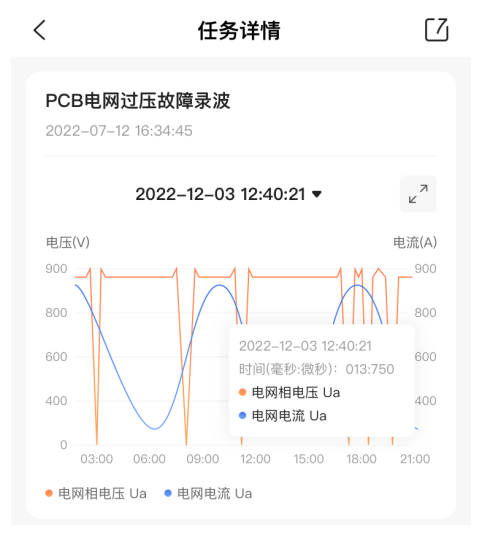 任务详情
PCB电网过压故障录波
2022-07-12 16:34:45
2022-12-03 12:40:21
电压(V) 电流(A)
900 900
800 800
600 600
400 400
0 0
03:00 06:00 09:00 12:00 15:00 18:00 21:00
2022-12-03 12:40:21
时间(毫秒:微秒)：013:750
电网相电压 Ua
电网电流 Ua
电网相电压 Ua 电网电流 Ua